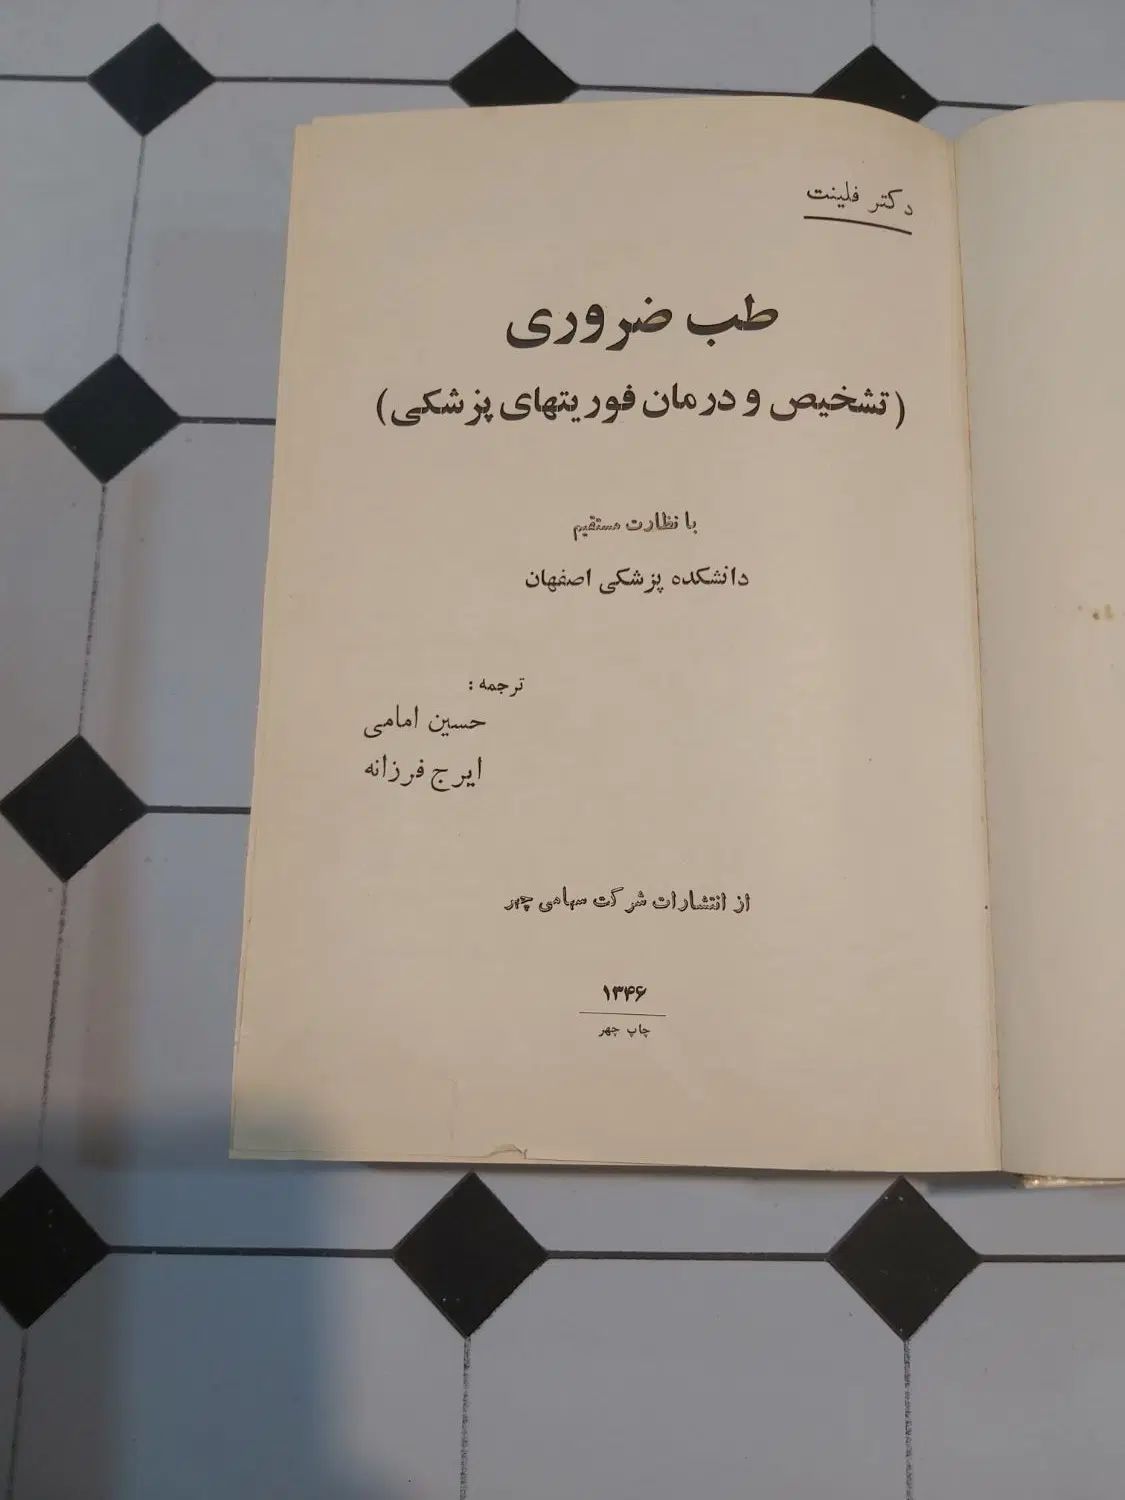 دکتر فلینت
طب ضروری
(تشخیص و درمان فوریتهای پزشکی)
با نظارت مستقیم
دانشکده پزشکی اصفهان
ترجمه :
حسین امامی
ایرج فرزانه
از انتشارات شرکت سهامی چهر
۱۳۴۶
چاپ چهر